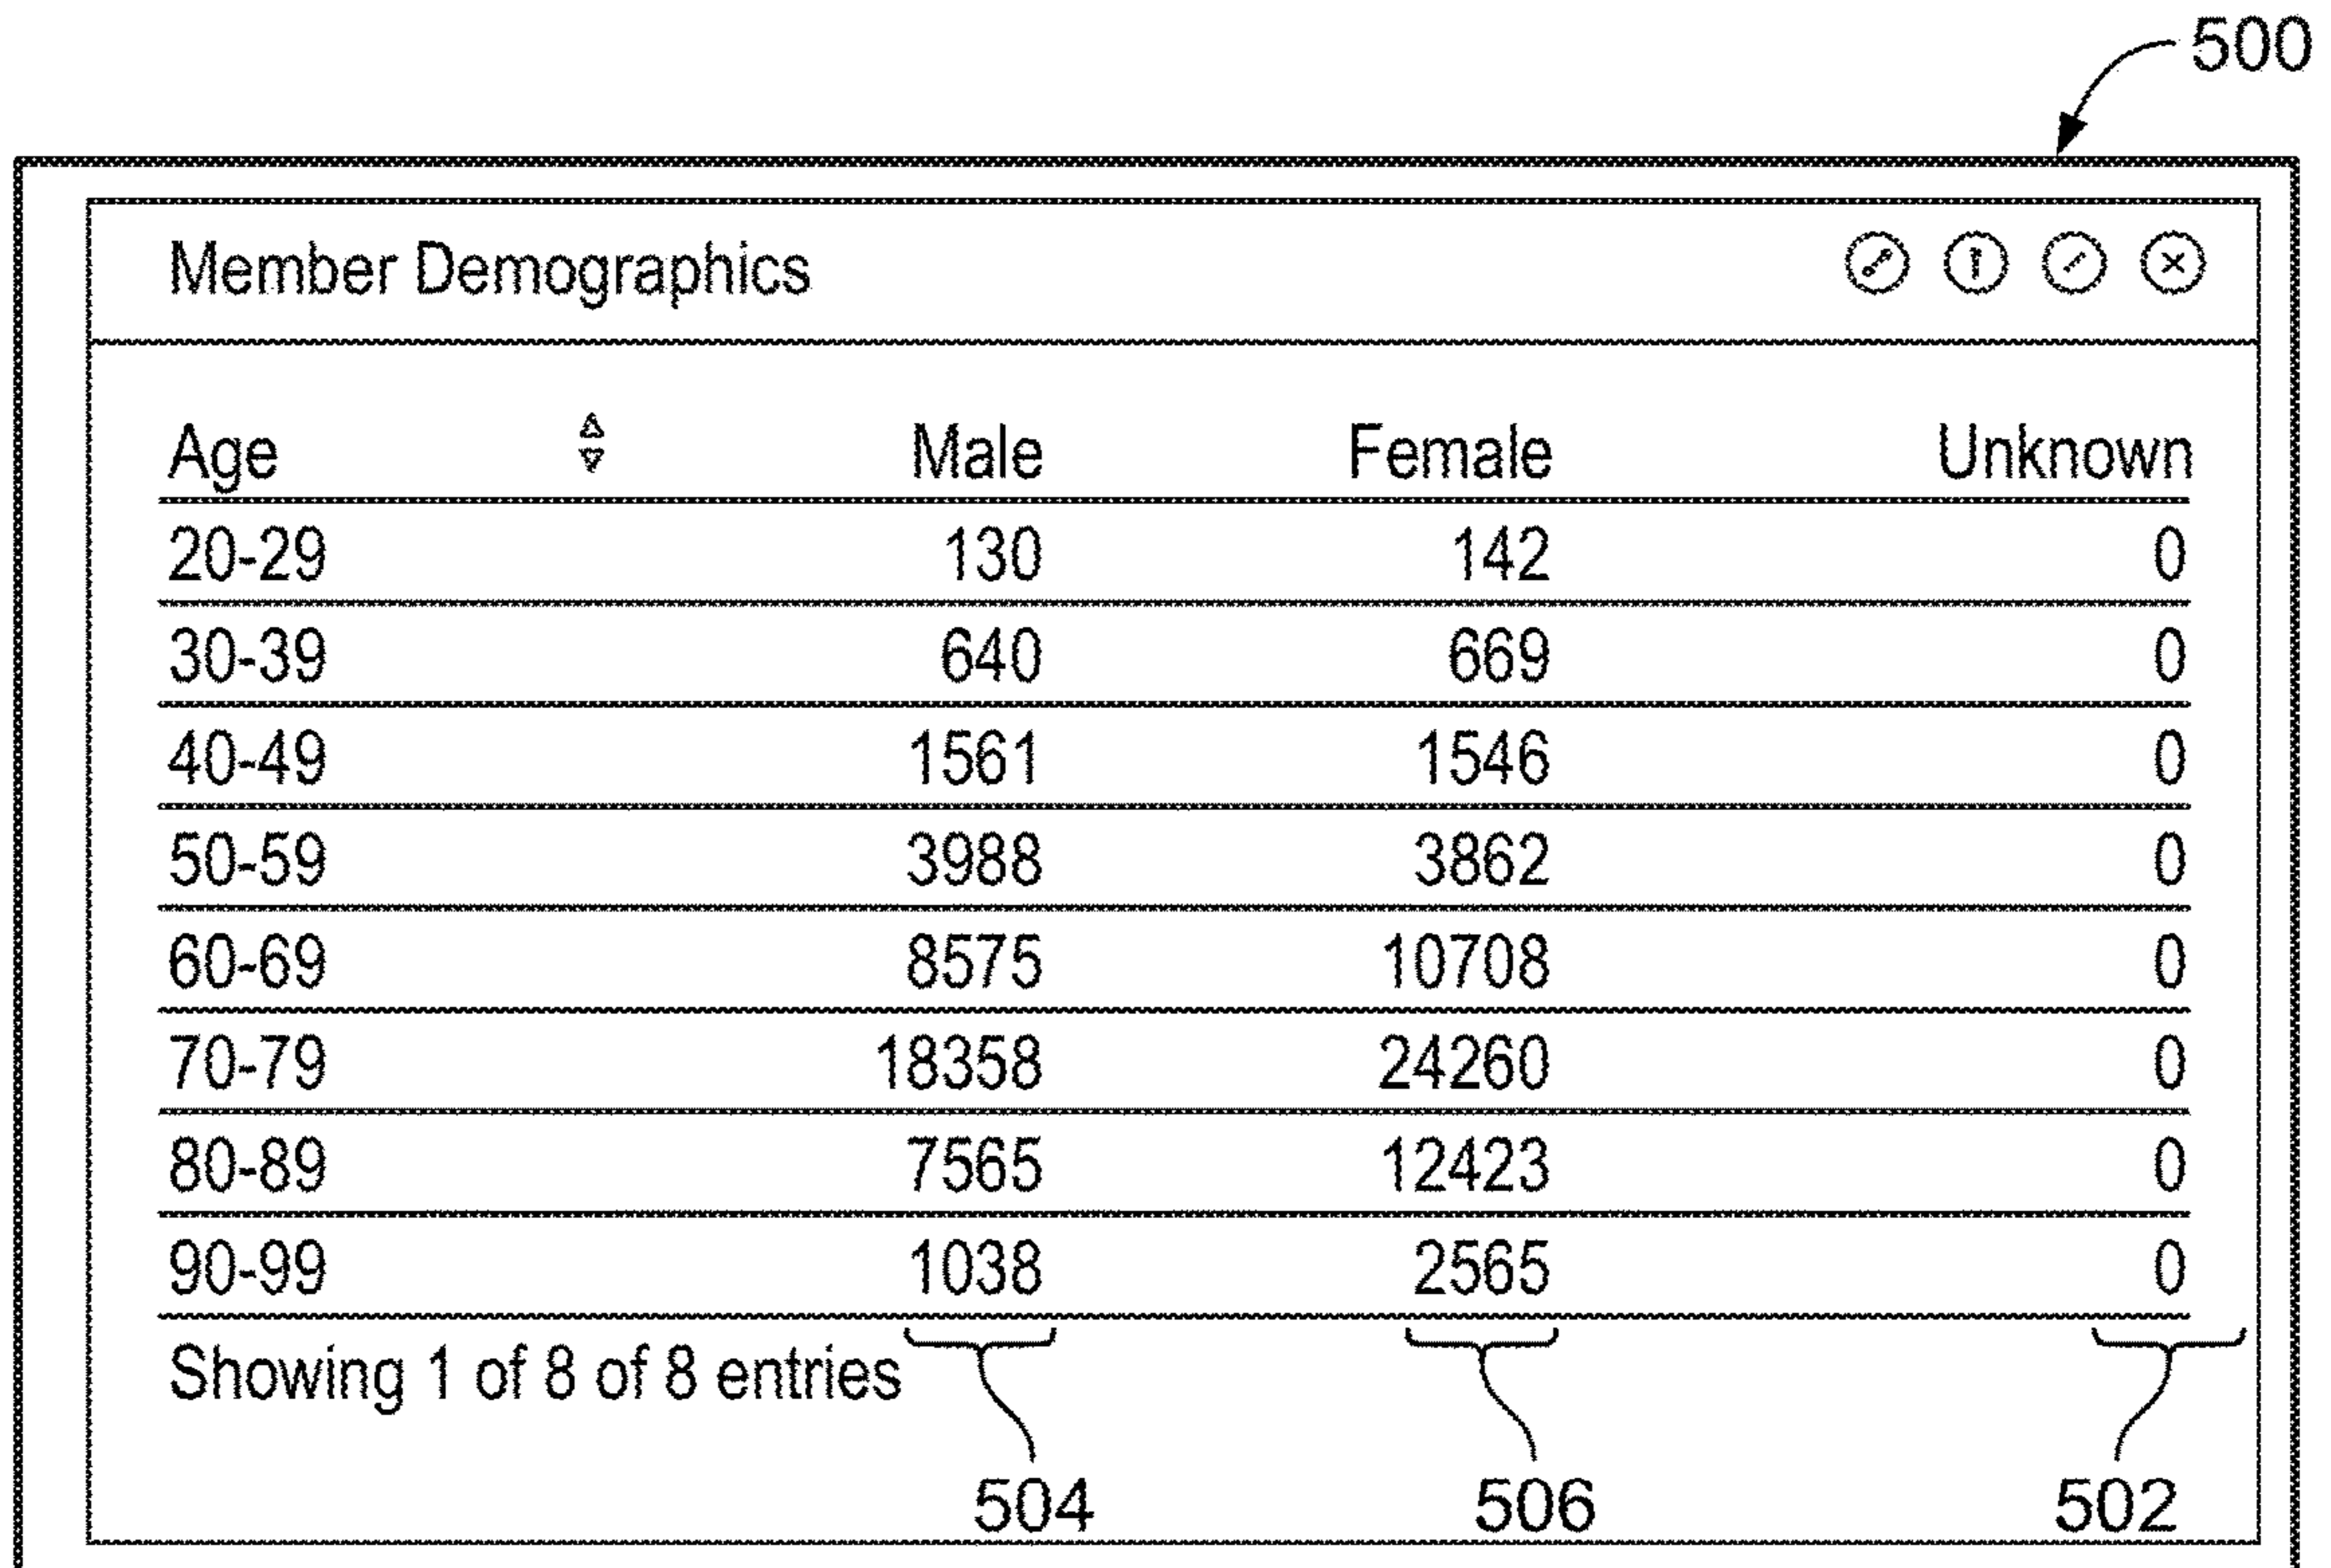 500
Member Demographics
Age Male Female Unknown
20-29 130 142 0
30-39 640 669 0
40-49 1561 1546 0
50-59 3988 3862 0
60-69 8575 10708 0
70-79 18358 24260 0
80-89 7565 12423 0
90-99 1038 2565 0
Showing 1 of 8 of 8 entries
504 506 502